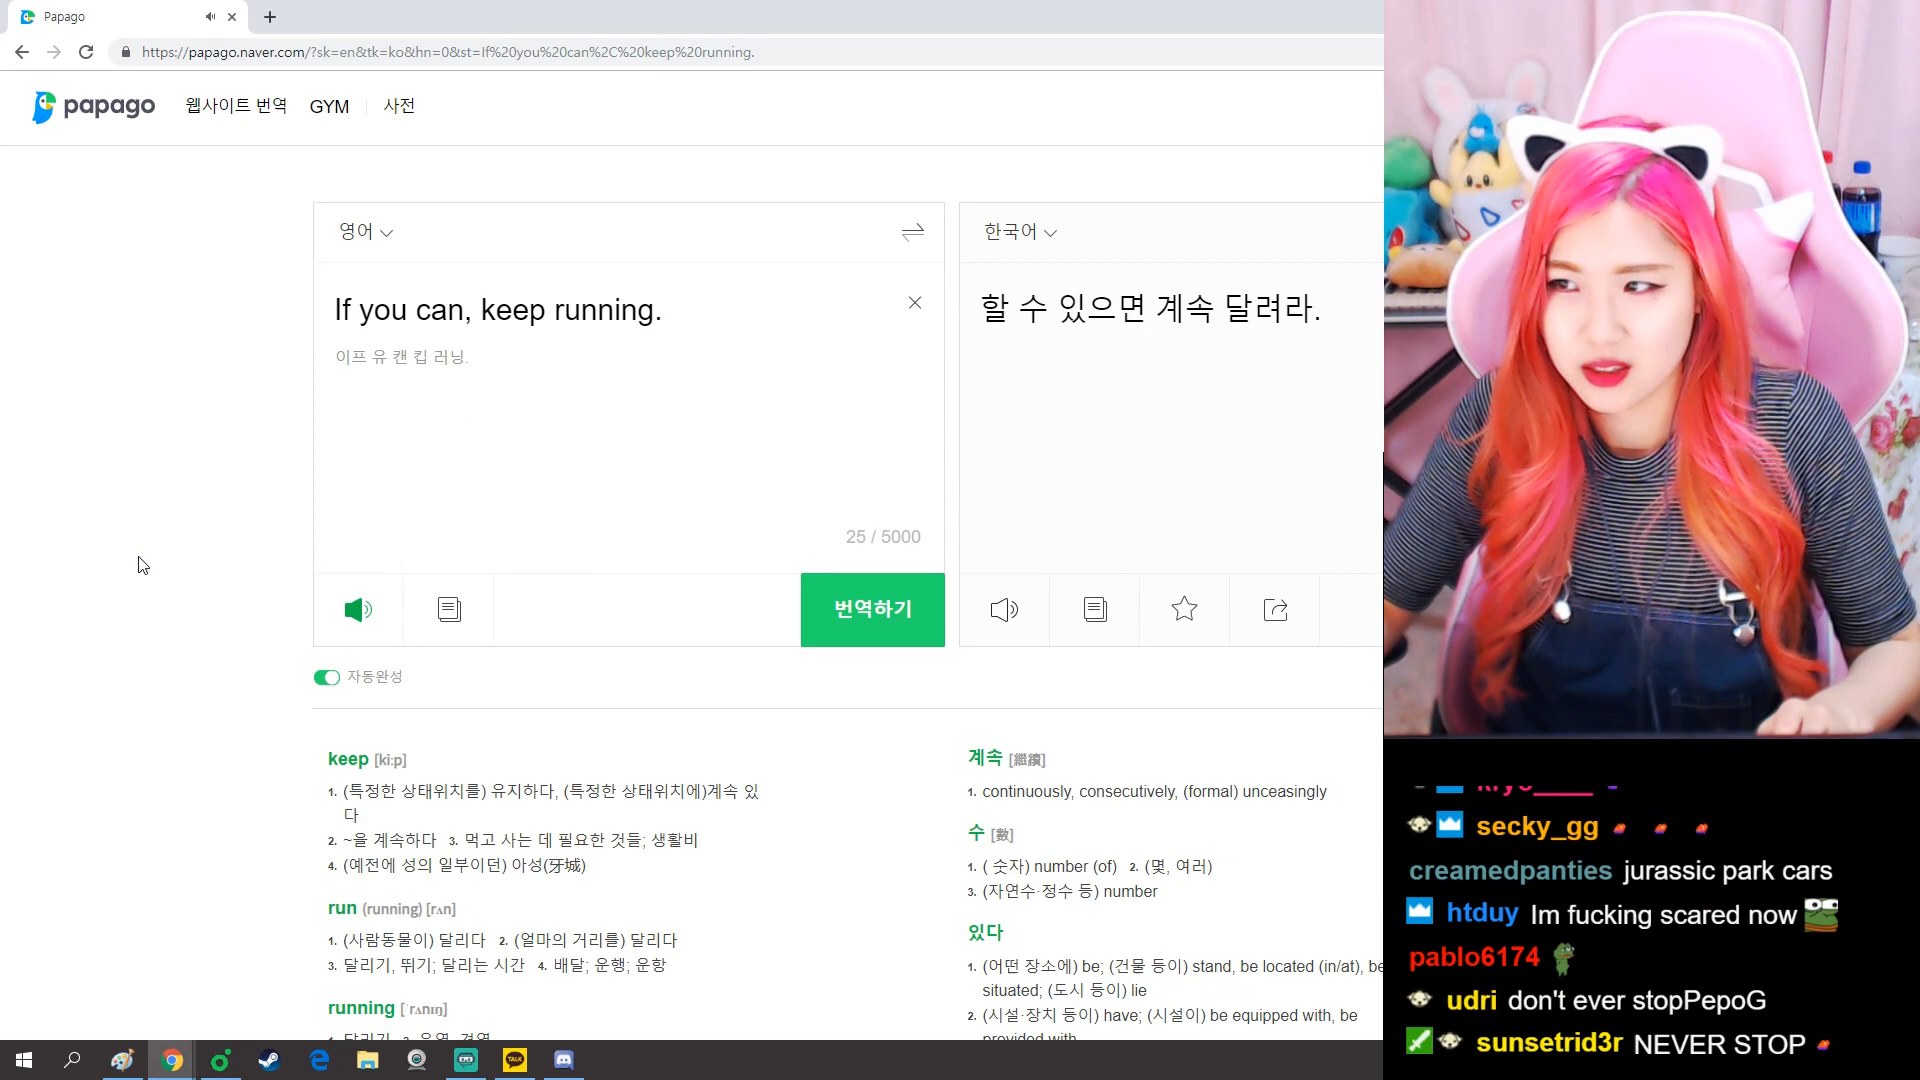 Papago
https://papago.naver.com/?sk=en&tk=ko&hn=0&st=If%20you%20can%2C%20keep%20running.
papago 웹사이트 번역 GYM 사전
영어
If you can, keep running.
이프 유 캔 킵 러닝.
25 / 5000
번역하기
한국어
할 수 있으면 계속 달려라.
자동완성
keep [ki:p]
1. (특정한 상태위치를) 유지하다, (특정한 상태위치에)계속 있
다
2. ~을 계속하다 3. 먹고 사는 데 필요한 것들; 생활비
4. (예전에 성의 일부이던) 아성(牙城)
run (running) [rʌn]
1. (사람동물이) 달리다 2. (얼마의 거리를) 달리다
3. 달리기, 뛰기; 달리는 시간 4. 배달; 운행; 운항
running [ˈrʌnɪŋ]
계속 [繼續]
1. continuously, consecutively, (formal) unceasingly
수 [數]
1. ( 숫자) number (of) 2. (몇, 여러)
3. (자연수·정수 등) number
있다
1. (어떤 장소에) be; (건물 등이) stand, be located (in/at), be
situated; (도시 등이) lie
2. (시설·장치 등이) have; (시설이) be equipped with, be
provided with
secky_gg
creamedpanties jurassic park cars
htduy Im fucking scared now
pablo6174
udri don't ever stopPepoG
sunsetrid3r NEVER STOP
TALK